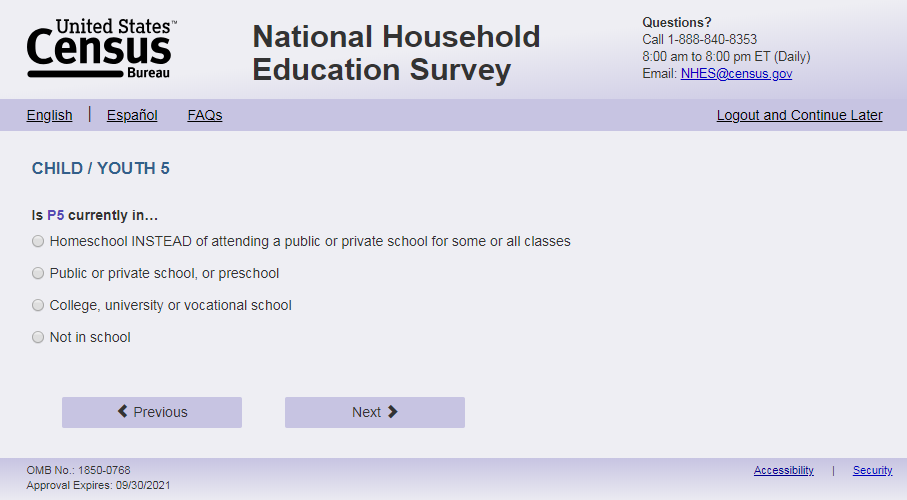 United States™
Census
Bureau
National Household
Education Survey
Questions?
Call 1-888-840-8353
8:00 am to 8:00 pm ET (Daily)
Email: NHES@census.gov
English | Español FAQs
Logout and Continue Later
CHILD / YOUTH 5
Is P5 currently in…
Homeschool INSTEAD of attending a public or private school for some or all classes
Public or private school, or preschool
College, university or vocational school
Not in school
Previous
Next
OMB No.: 1850-0768
Approval Expires: 09/30/2021
Accessibility | Security